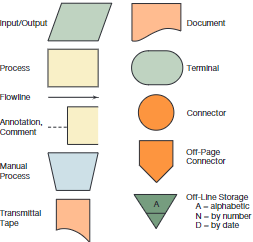 Input/Output
Document
Process
Terminal
Flowline
Connector
Annotation,
Comment
Off-Page
Connector
Manual
Process
Off-Line Storage
A
A – alphabetic
N – by number
D – by date
Transmittal
Tape